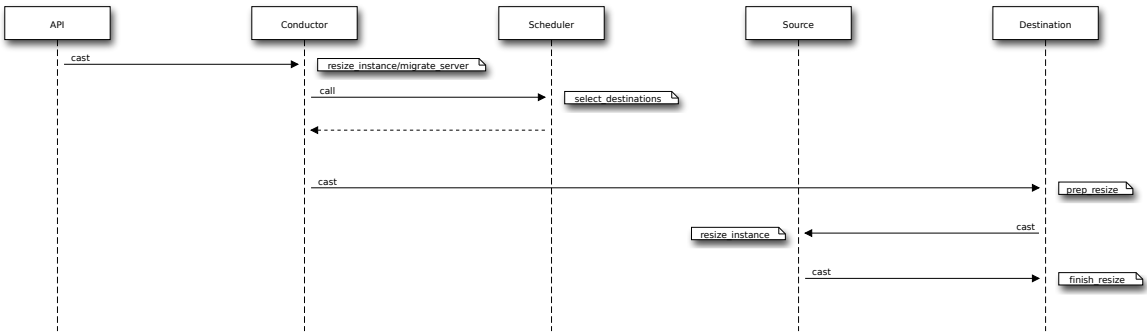 API
Conductor
Scheduler
Source
Destination
cast
resize_instance/migrate_server
call
select_destinations
cast
prep_resize
resize_instance
cast
cast
finish_resize